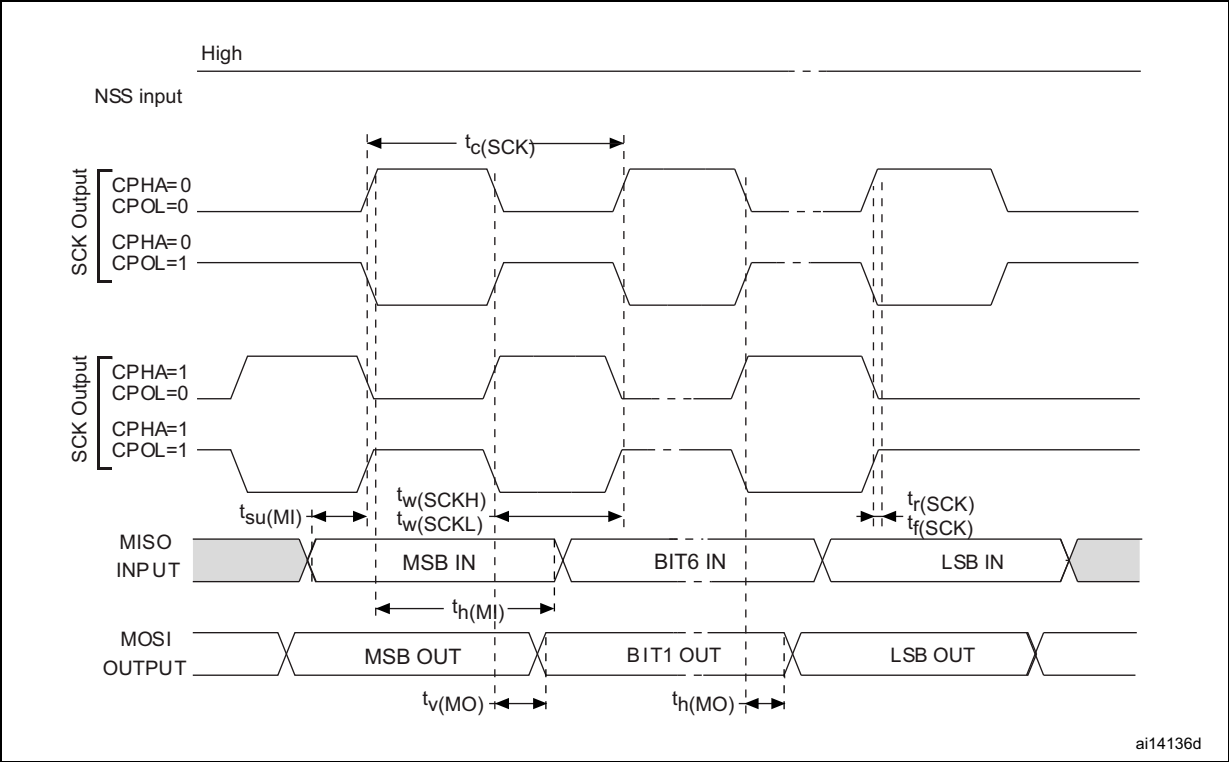 High
NSS input
tc(SCK)
SCK Output
CPHA=0
CPOL=0
CPHA=0
CPOL=1
SCK Output
CPHA=1
CPOL=0
CPHA=1
CPOL=1
tsu(MI)
tw(SCKH)
tw(SCKL)
tr(SCK)
tf(SCK)
MISO
INPUT
MSB IN
BIT6 IN
LSB IN
th(MI)
MOSI
OUTPUT
MSB OUT
BIT1 OUT
LSB OUT
tv(MO)
th(MO)
ai14136d